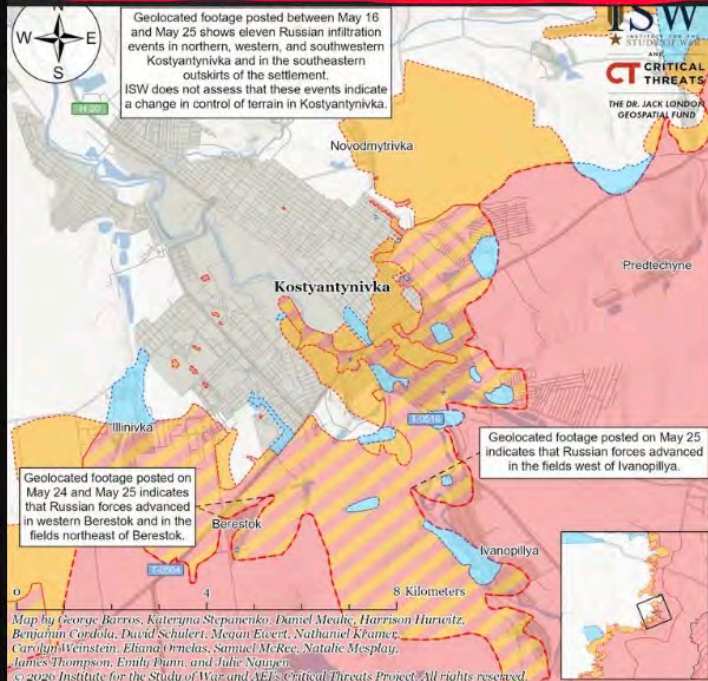 N
W
E
S
Geolocated footage posted between May 16
and May 25 shows eleven Russian infiltration
events in northern, western, and southwestern
Kostyantynivka and in the southeastern
outskirts of the settlement.
ISW does not assess that these events indicate
a change in control of terrain in Kostyantynivka.
ISW
INSTITUTE FOR THE
STUDY OF WAR
AND
CT CRITICAL
THREATS
THE DR. JACK LONDON
GEOSPATIAL FUND
H-20
Novodmytrivka
Predtechyne
Kostyantynivka
T-0516
Illinivka
Geolocated footage posted on May 25
indicates that Russian forces advanced
in the fields west of Ivanopillya.
Geolocated footage posted on
May 24 and May 25 indicates
that Russian forces advanced
in western Berestok and in the
fields northeast of Berestok.
Berestok
Ivanopillya
T-0504
0 4 8 Kilometers
Map by George Barros, Kateryna Stepanenko, Daniel Mealie, Harrison Hurwitz,
Benjamin Cordola, David Schulert, Megan Ewert, Nathaniel Kramer,
Carolyn Weinstein, Eliana Ornelas, Samuel McRee, Natalie Mesplay,
James Thompson, Emily Dunn, and Julie Nguyen
© 2026 Institute for the Study of War and AEI's Critical Threats Project. All rights reserved.